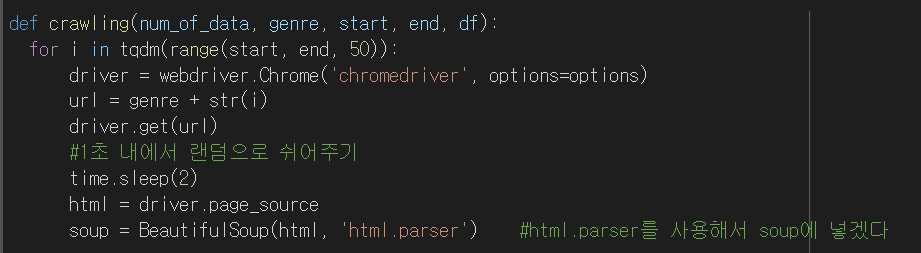 def crawling(num_of_data, genre, start, end, df):
for i in tqdm(range(start, end, 50)):
driver = webdriver.Chrome('chromedriver', options=options)
url = genre + str(i)
driver.get(url)
#1초 내에서 랜덤으로 쉬어주기
time.sleep(2)
html = driver.page_source
soup = BeautifulSoup(html, 'html.parser') #html.parser를 사용해서 soup에 넣겠다